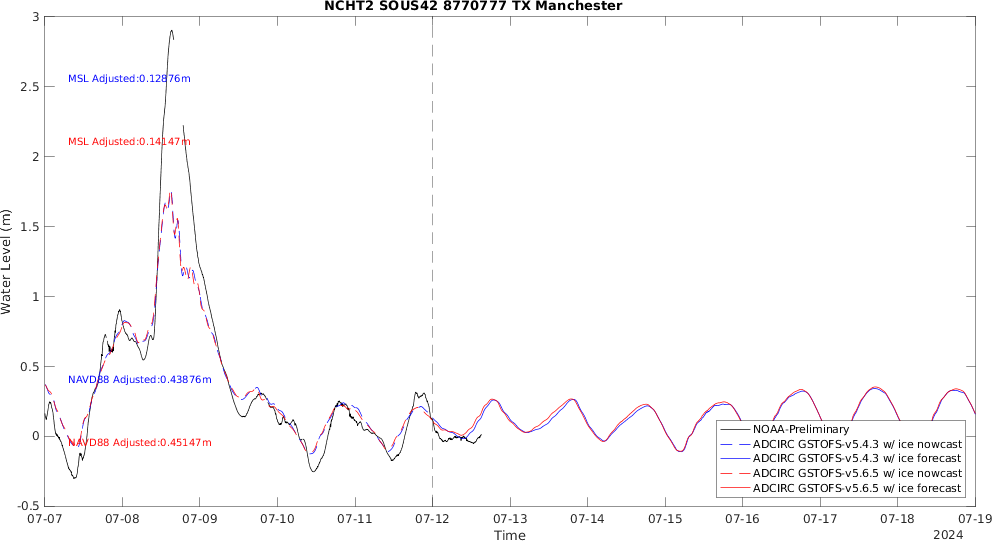 NCHT2 SOUS42 8770777 TX Manchester
3
2.5
2
1.5
1
0.5
0
-0.5
Water Level (m)
MSL Adjusted:0.12876m
MSL Adjusted:0.14147m
NAVD88 Adjusted:0.43876m
NAVD88 Adjusted:0.45147m
NOAA-Preliminary
ADCIRC GSTOFS-v5.4.3 w/ ice nowcast
ADCIRC GSTOFS-v5.4.3 w/ ice forecast
ADCIRC GSTOFS-v5.6.5 w/ ice nowcast
ADCIRC GSTOFS-v5.6.5 w/ ice forecast
07-07 07-08 07-09 07-10 07-11 07-12 07-13 07-14 07-15 07-16 07-17 07-18 07-19
Time
2024